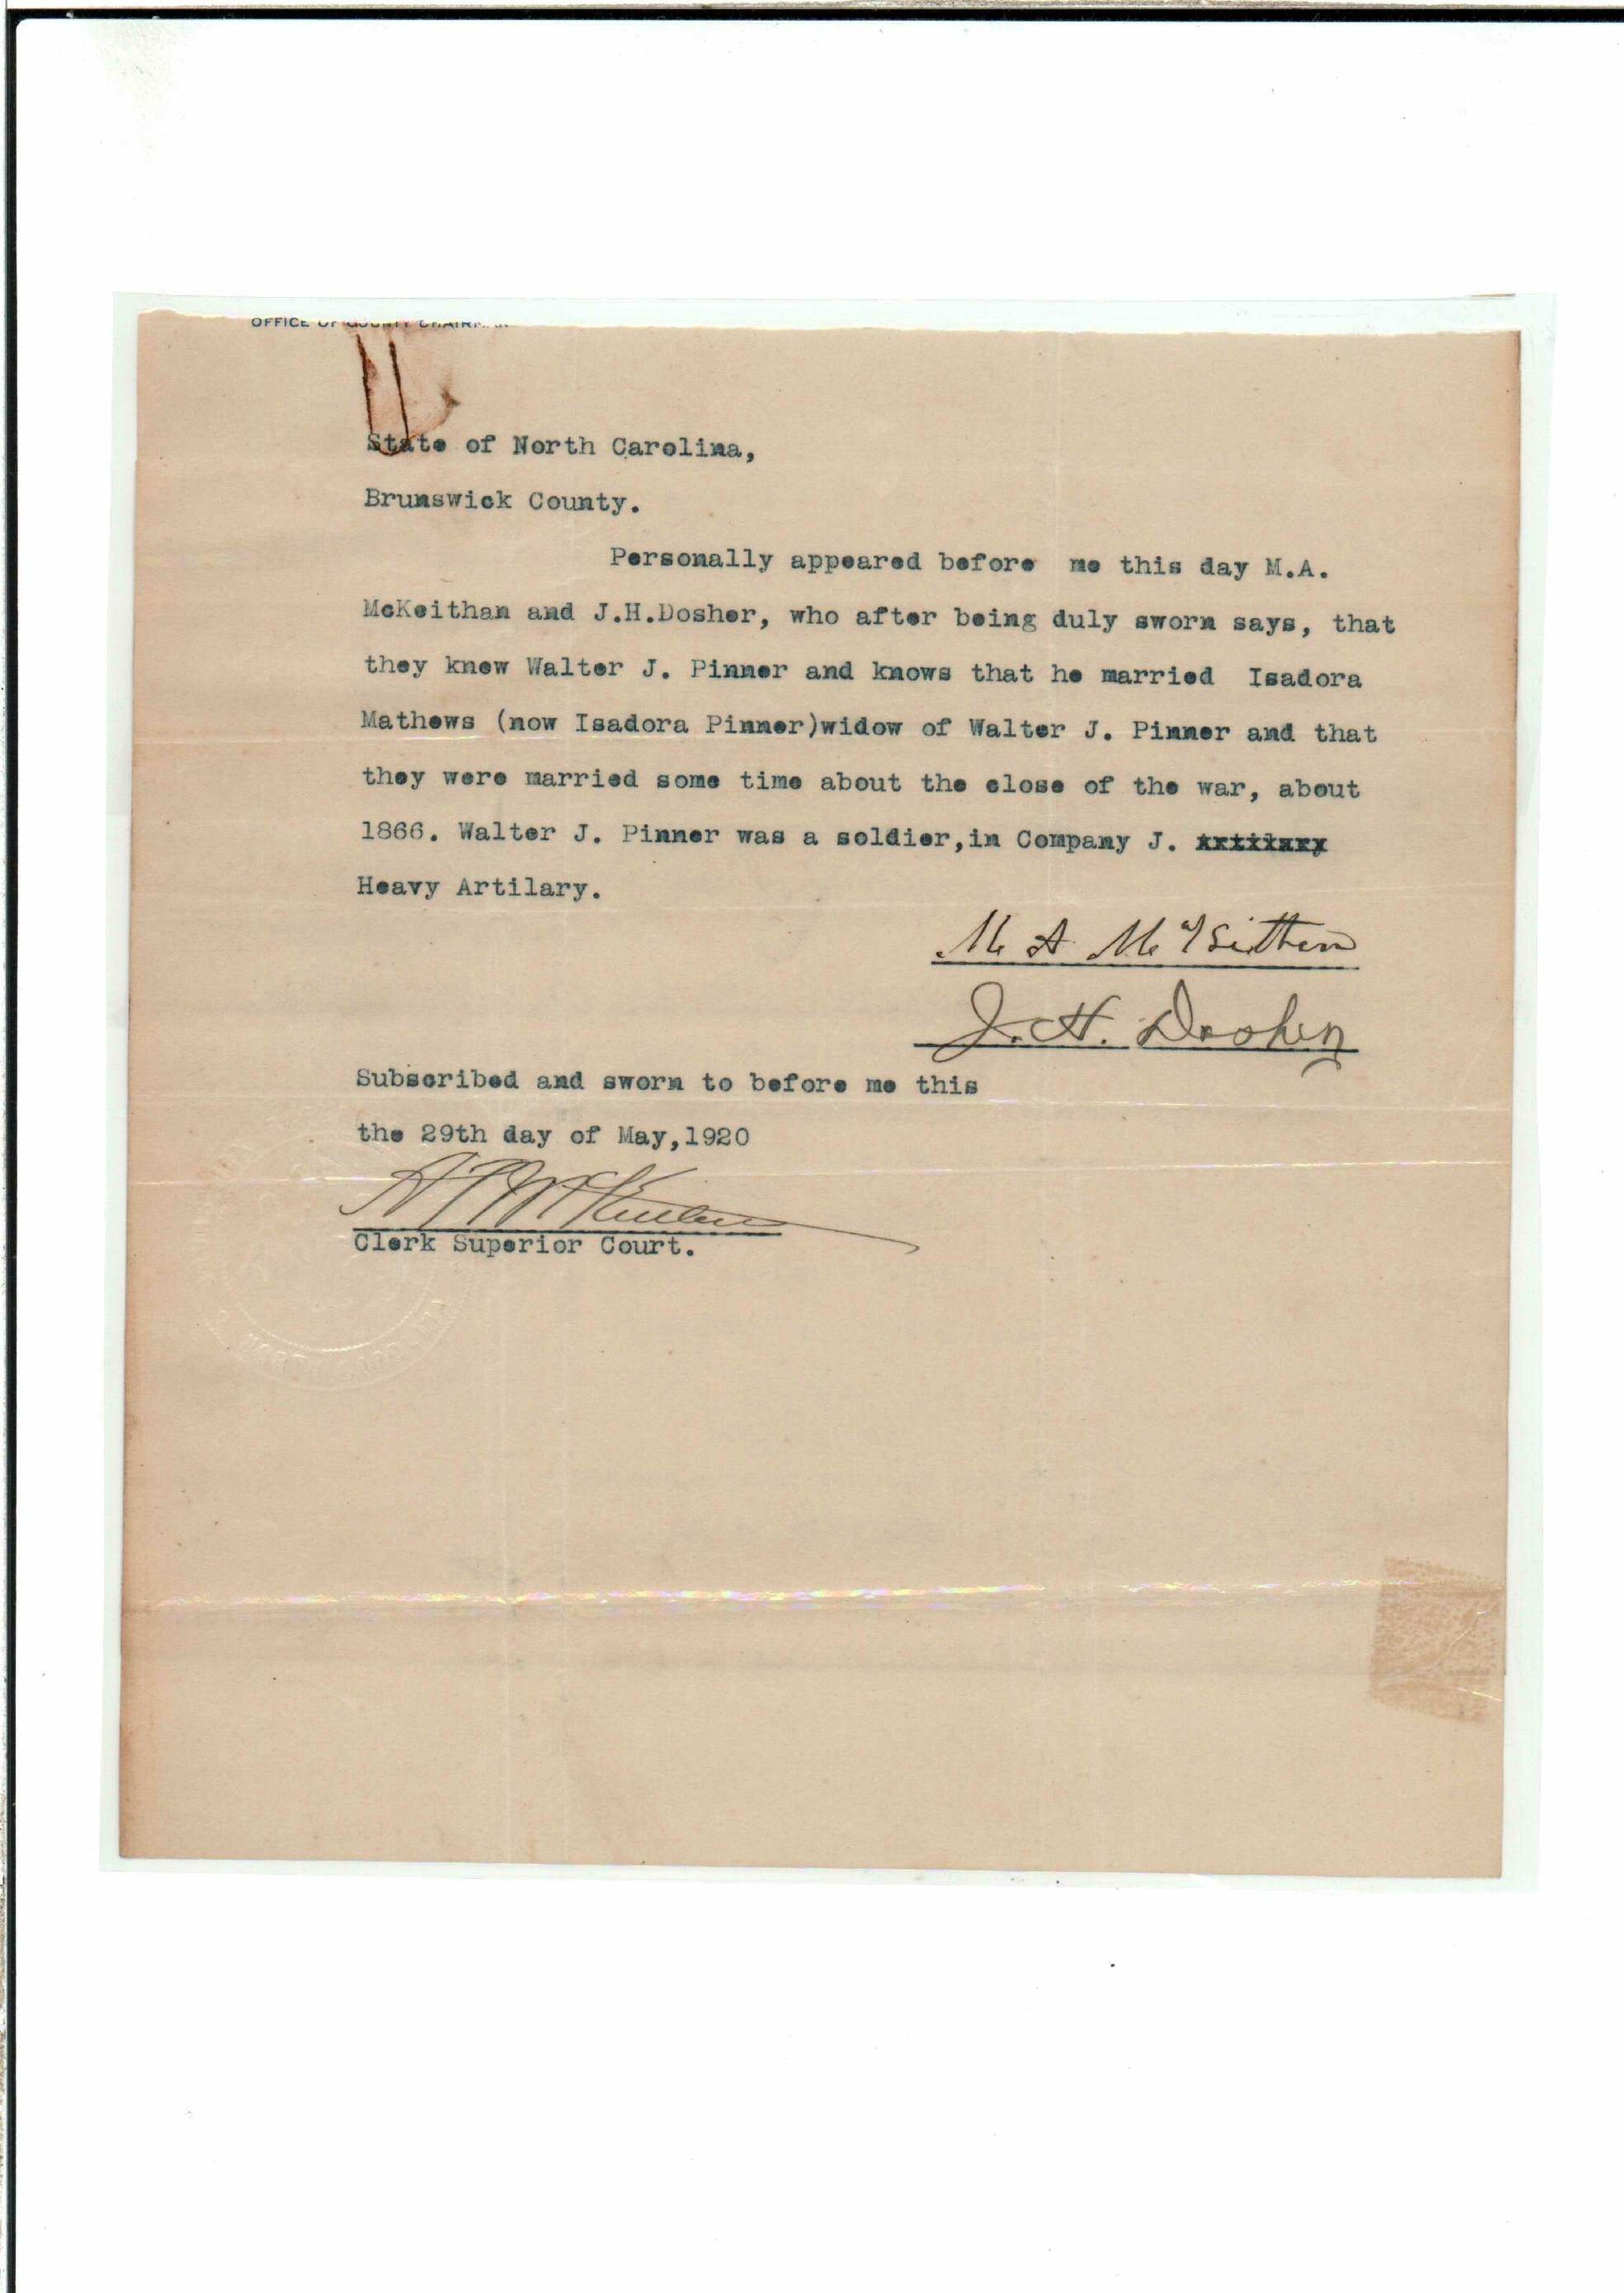 OFFICE OF COUNTY CHAIRMAN
State of North Carolina,
Brunswick County.
Personally appeared before me this day M.A.
McKeithan and J.H.Dosher, who after being duly sworn says, that
they knew Walter J. Pinner and knows that he married Isadora
Mathews (now Isadora Pinner)widow of Walter J. Pinner and that
they were married some time about the close of the war, about
1866. Walter J. Pinner was a soldier,in Company J.
Heavy Artilary.
M A McKeithan
J. H. Dosher
Subscribed and sworn to before me this
the 29th day of May,1920
Clerk Superior Court.